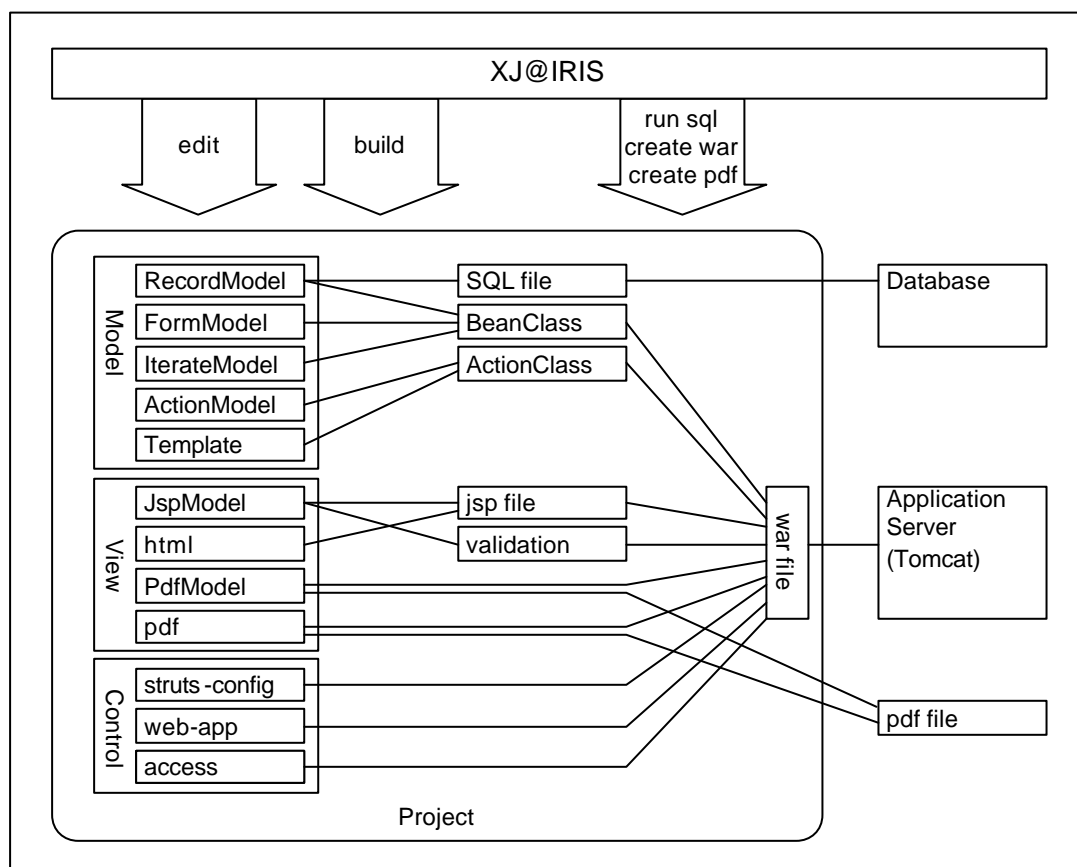 XJ@IRIS
edit
build
run sql
create war
create pdf
Model
RecordModel
FormModel
IterateModel
ActionModel
Template
SQL file
BeanClass
ActionClass
Database
View
JspModel
html
PdfModel
pdf
jsp file
validation
war file
Application
Server
(Tomcat)
Control
struts-config
web-app
access
pdf file
Project